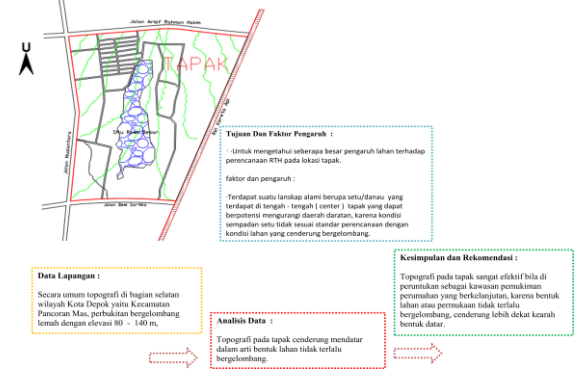 Jalan Arief Rahman Hakim
U
TAPAK
Rel Kereta Api
Situ Rawa Besar
Jalan Nusantara
Jalan Dewi Sartika
Tujuan Dan Faktor Pengaruh :
· -Untuk mengetahui seberapa besar pengaruh lahan terhadap
perencanaan RTH pada lokasi tapak.
faktor dan pengaruh :
-Terdapat suatu lanskap alami berupa setu/danau yang
terdapat di tengah - tengah ( center ) tapak yang dapat
berpotensi mengurangi daerah daratan, karena kondisi
sempadan setu tidak sesuai standar perencanaan dengan
kondisi lahan yang cenderung bergelombang.
Data Lapangan :
Secara umum topografi di bagian selatan
wilayah Kota Depok yaitu Kecamatan
Pancoran Mas, perbukitan bergelombang
lemah dengan elevasi 80 - 140 m,
Analisis Data :
Topografi pada tapak cenderung mendatar
dalam arti bentuk lahan tidak terlalu
bergelombang.
Kesimpulan dan Rekomendasi :
Topografi pada tapak sangat efektif bila di
peruntukan sebagai kawasan pemukiman
perumahan yang berkelanjutan, karena bentuk
lahan atau permukaan tidak terlalu
bergelombang, cenderung lebih dekat kearah
bentuk datar.